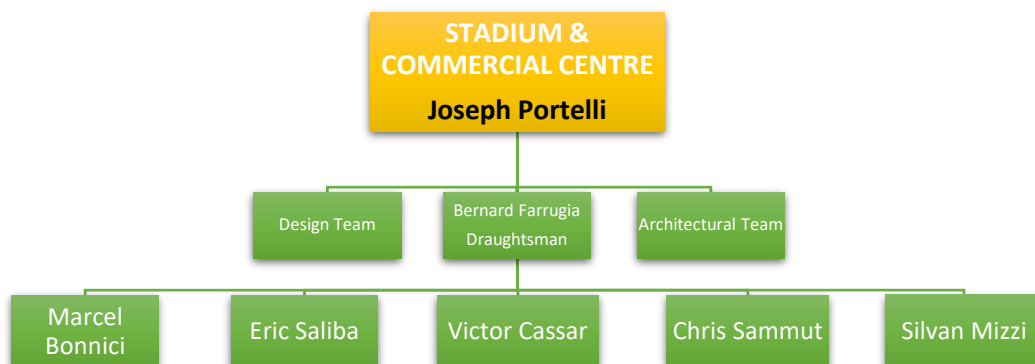 STADIUM &
COMMERCIAL CENTRE
Joseph Portelli
Design Team
Bernard Farrugia
Draughtsman
Architectural Team
Marcel
Bonnici
Eric Saliba
Victor Cassar
Chris Sammut
Silvan Mizzi